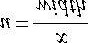 u = x
width